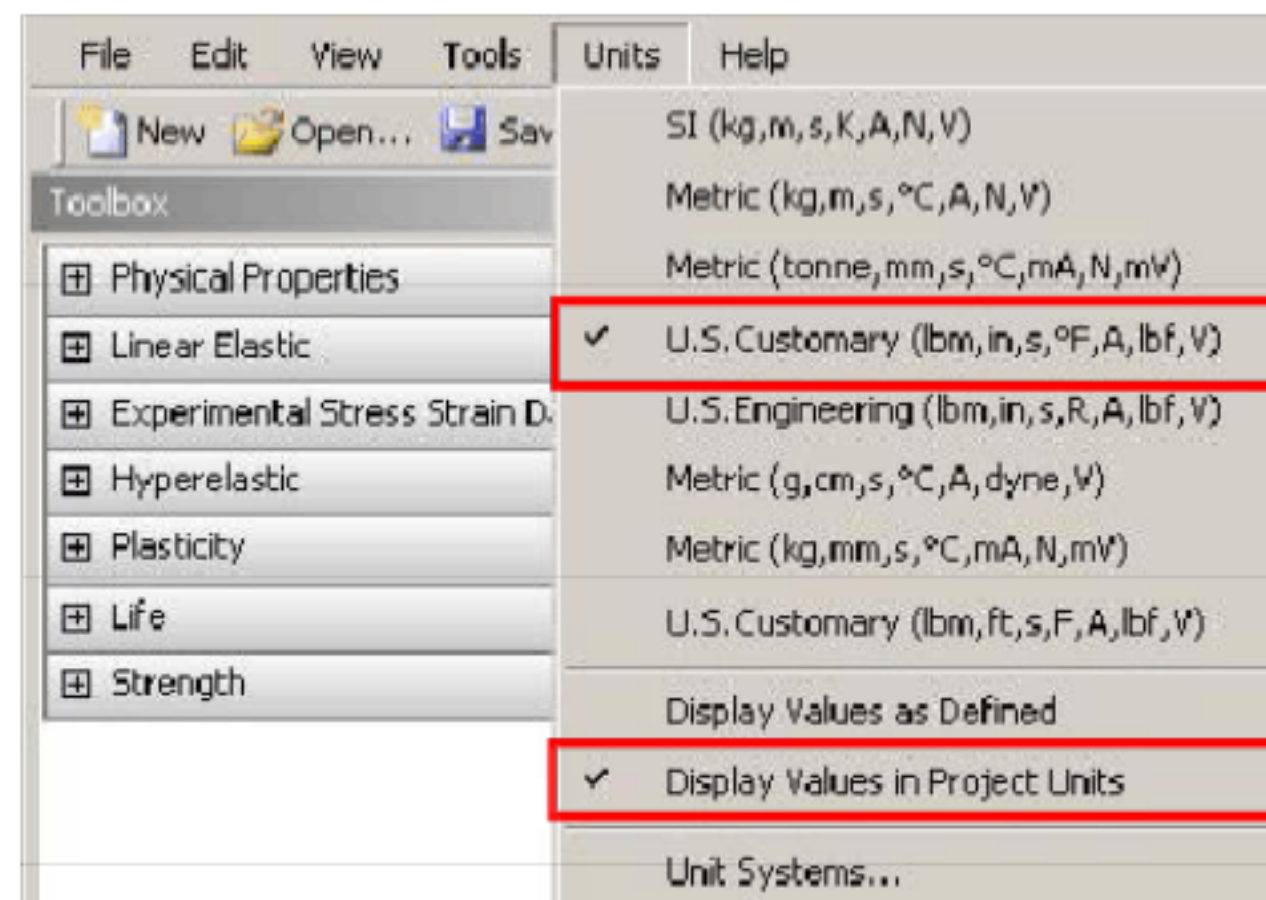 File Edit View Tools Units Help
New Open... Sav
Toolbox
Physical Properties
Linear Elastic
Experimental Stress Strain D
Hyperelastic
Plasticity
Life
Strength
SI (kg,m,s,K,A,N,V)
Metric (kg,m,s,°C,A,N,V)
Metric (tonne,mm,s,°C,mA,N,mV)
U.S.Customary (lbm,in,s,°F,A,lbf,V)
U.S.Engineering (lbm,in,s,R,A,lbf,V)
Metric (g,cm,s,°C,A,dyne,V)
Metric (kg,mm,s,°C,mA,N,mV)
U.S.Customary (lbm,ft,s,F,A,lbf,V)
Display Values as Defined
Display Values in Project Units
Unit Systems...